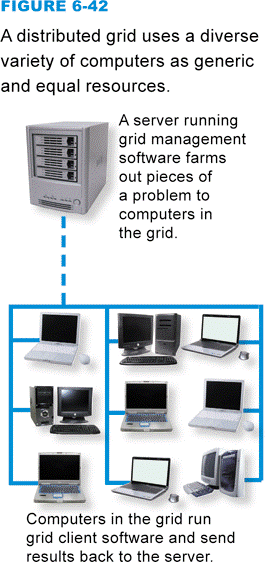 FIGURE 6-42
A distributed grid uses a diverse
variety of computers as generic
and equal resources.
A server running
grid management
software farms
out pieces of
a problem to
computers in
the grid.
Computers in the grid run
grid client software and send
results back to the server.